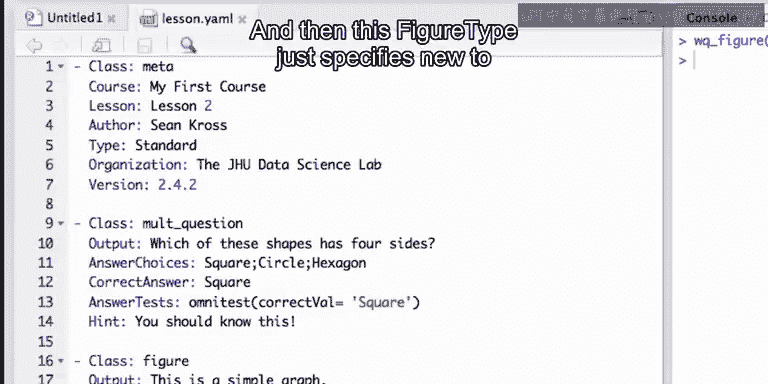 Untitled1 × lesson.yaml × Console
And then this FigureType
just specifies new to
> wq_figure(
>
1 - Class: meta
2 Course: My First Course
3 Lesson: Lesson 2
4 Author: Sean Kross
5 Type: Standard
6 Organization: The JHU Data Science Lab
7 Version: 2.4.2
8
9 - Class: mult_question
10 Output: Which of these shapes has four sides?
11 AnswerChoices: Square;Circle;Hexagon
12 CorrectAnswer: Square
13 AnswerTests: omnitest(correctVal= 'Square')
14 Hint: You should know this!
15
16 - Class: figure
17 Output: This is a simple graph.